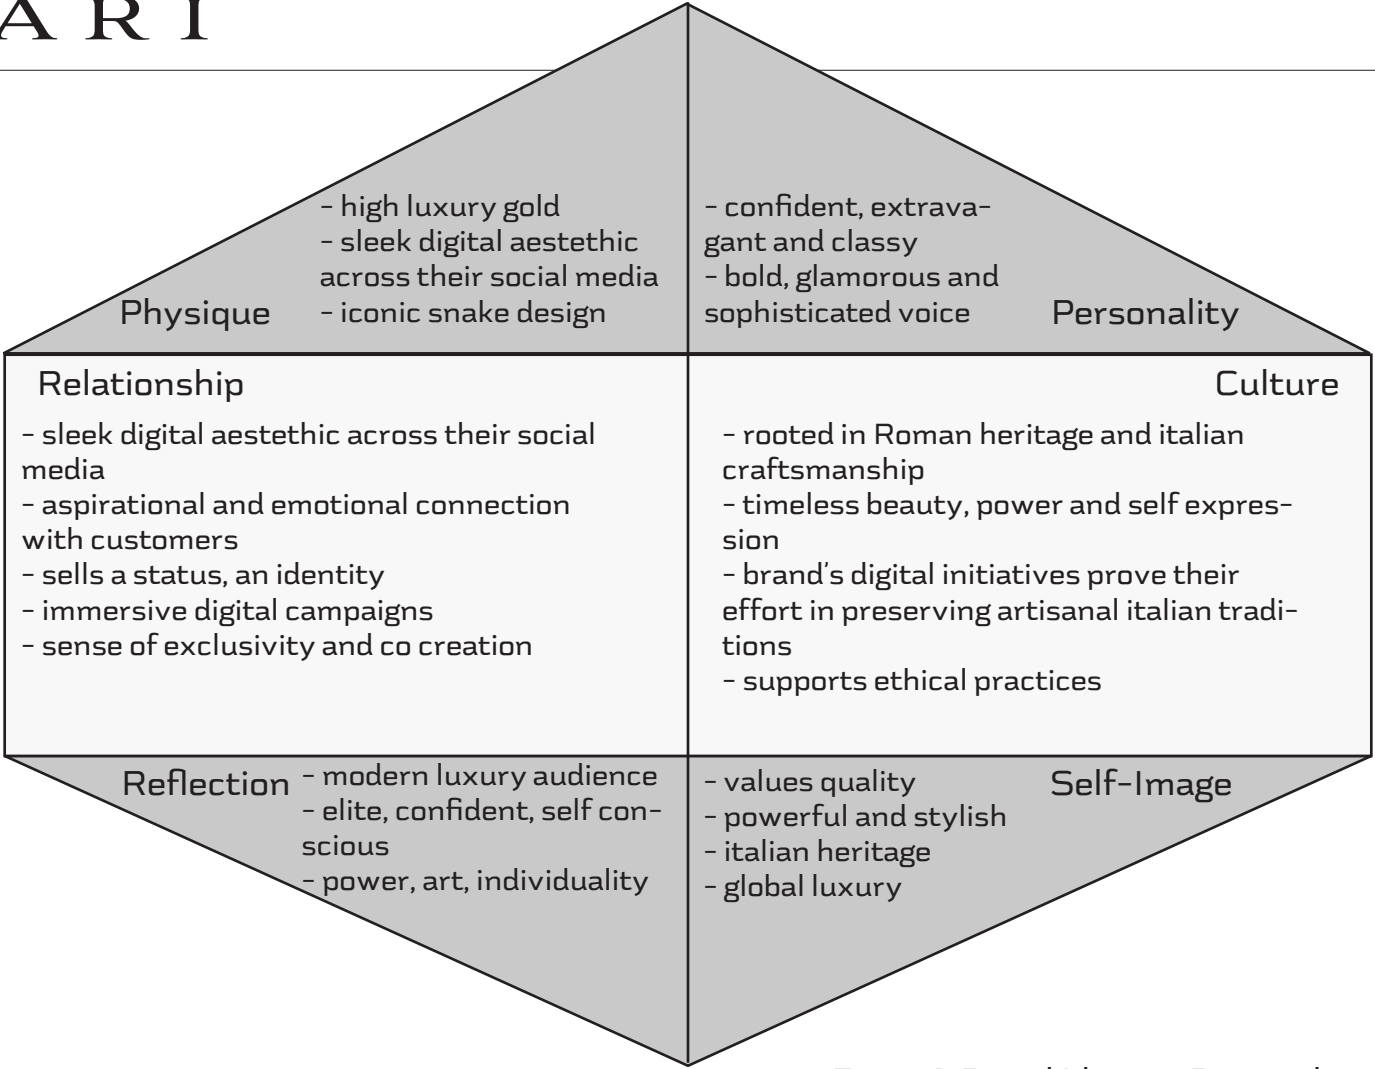 ARI
- high luxury gold
- sleek digital aestethic
across their social media
- iconic snake design
Physique
- confident, extrava-
gant and classy
- bold, glamorous and
sophisticated voice
Personality
Relationship
- sleek digital aestethic across their social
media
- aspirational and emotional connection
with customers
- sells a status, an identity
- immersive digital campaigns
- sense of exclusivity and co creation
Culture
- rooted in Roman heritage and italian
craftsmanship
- timeless beauty, power and self expres-
sion
- brand's digital initiatives prove their
effort in preserving artisanal italian tradi-
tions
- supports ethical practices
Reflection
- modern luxury audience
- elite, confident, self con-
scious
- power, art, individuality
Self-Image
- values quality
- powerful and stylish
- italian heritage
- global luxury